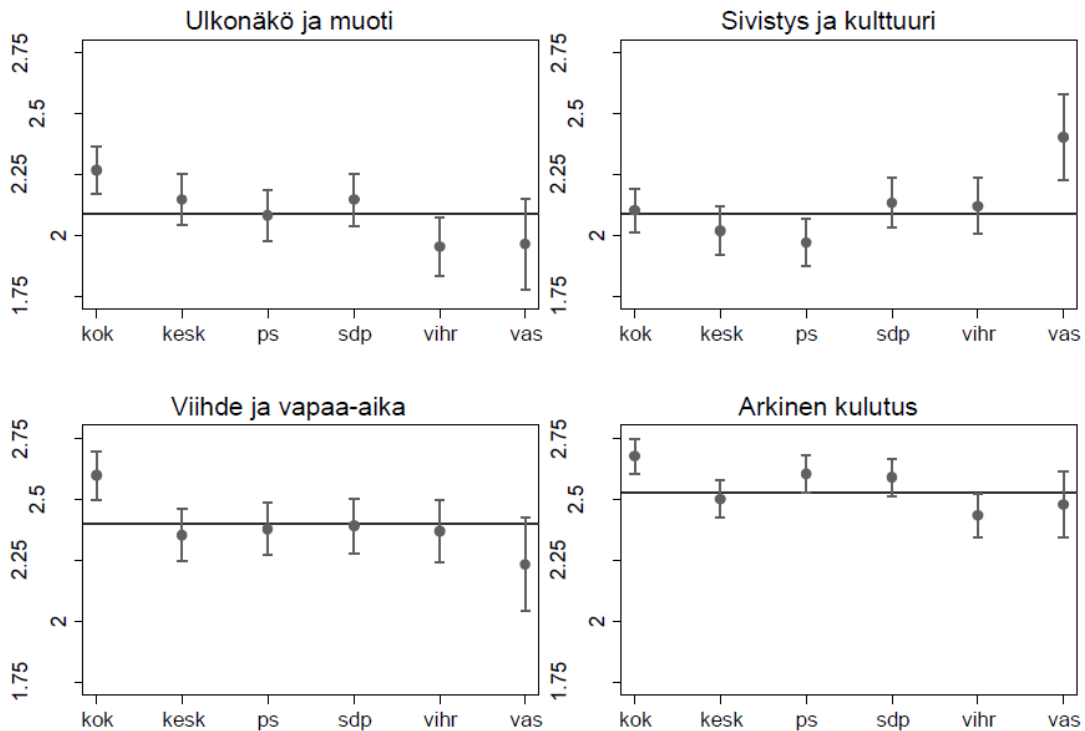 Ulkonäkö ja muoti
2.75
2.5
2.25
2
1.75
kok kesk ps sdp vihr vas
Sivistys ja kulttuuri
2.75
2.5
2.25
2
1.75
kok kesk ps sdp vihr vas
Viihde ja vapaa-aika
2.75
2.5
2.25
2
1.75
kok kesk ps sdp vihr vas
Arkinen kulutus
2.75
2.5
2.25
2
1.75
kok kesk ps sdp vihr vas